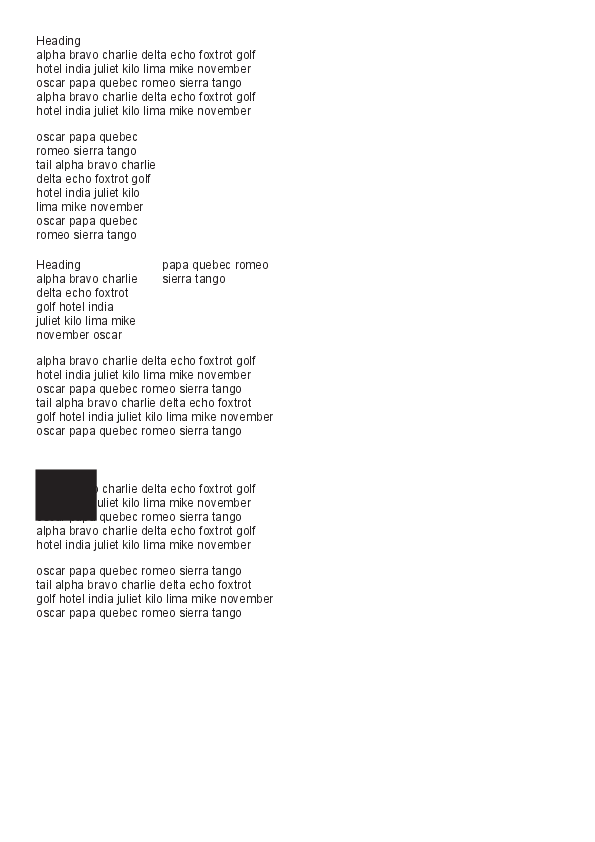 Heading
alpha bravo charlie delta echo foxtrot golf
hotel india juliet kilo lima mike november
oscar papa quebec romeo sierra tango
alpha bravo charlie delta echo foxtrot golf
hotel india juliet kilo lima mike november
oscar papa quebec
romeo sierra tango
tail alpha bravo charlie
delta echo foxtrot golf
hotel india juliet kilo
lima mike november
oscar papa quebec
romeo sierra tango
Heading
alpha bravo charlie
delta echo foxtrot
golf hotel india
juliet kilo lima mike
november oscar
papa quebec romeo
sierra tango
alpha bravo charlie delta echo foxtrot golf
hotel india juliet kilo lima mike november
oscar papa quebec romeo sierra tango
tail alpha bravo charlie delta echo foxtrot
golf hotel india juliet kilo lima mike november
oscar papa quebec romeo sierra tango
charlie delta echo foxtrot golf
kilo lima mike november
quebec romeo sierra tango
alpha bravo charlie delta echo foxtrot golf
hotel india juliet kilo lima mike november
oscar papa quebec romeo sierra tango
tail alpha bravo charlie delta echo foxtrot
golf hotel india juliet kilo lima mike november
oscar papa quebec romeo sierra tango